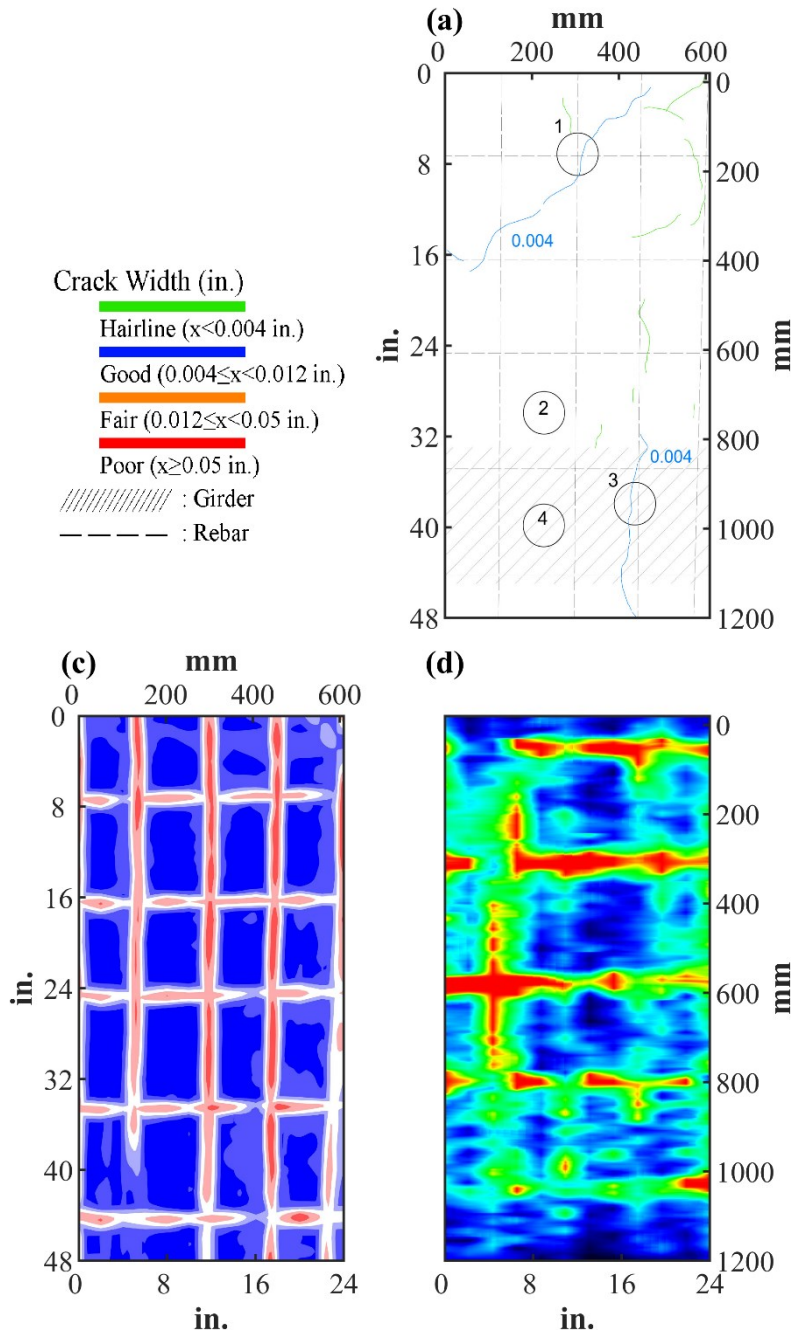 (a)
mm
0 200 400 600
0
8
16
24
32
40
48
in.
0
200
400
600
800
1000
1200
mm
1
0.004
2
0.004
3
4
Crack Width (in.)
Hairline (x<0.004 in.)
Good (0.004≤x<0.012 in.)
Fair (0.012≤x<0.05 in.)
Poor (x≥0.05 in.)
: Girder
: Rebar
(c)
mm
0 200 400 600
0
8
16
24
32
40
48
in.
0 8 16 24
in.
(d)
0
200
400
600
800
1000
1200
mm
0 8 16 24
in.